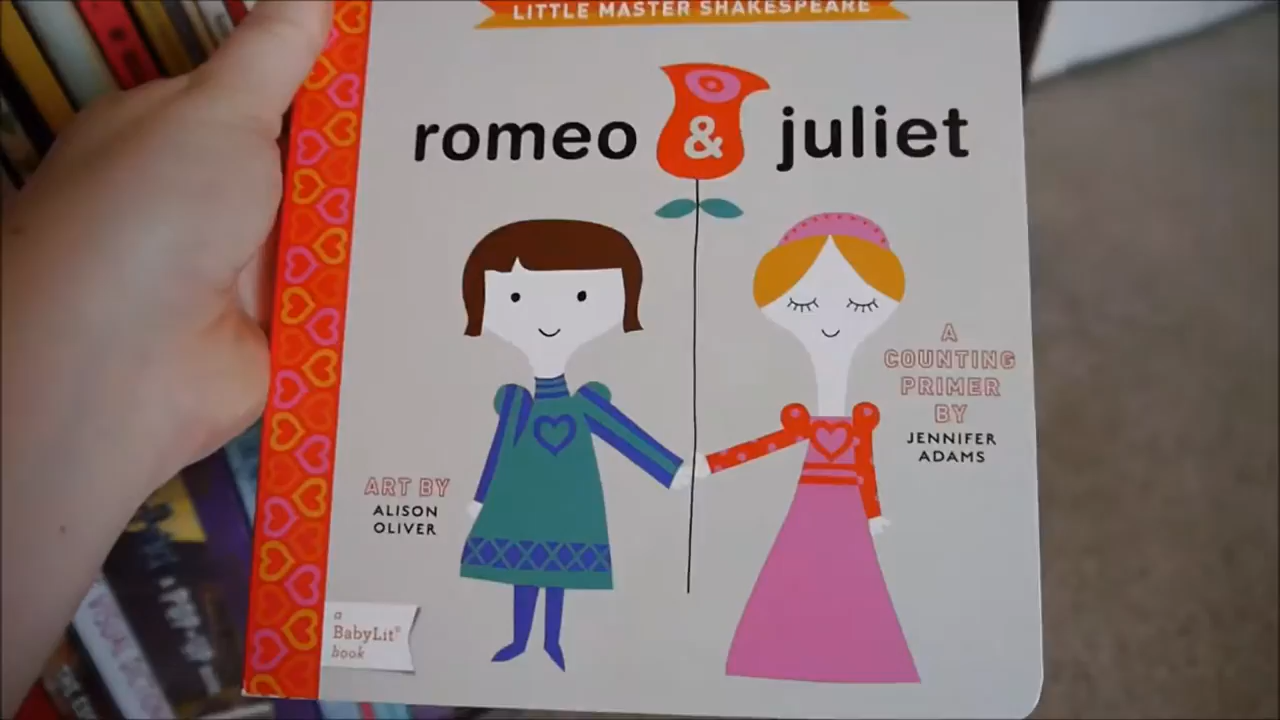 LITTLE MASTER SHAKESPEARE
romeo & juliet
A
COUNTING
PRIMER
BY
JENNIFER
ADAMS
ART BY
ALISON
OLIVER
a
BabyLit®
book